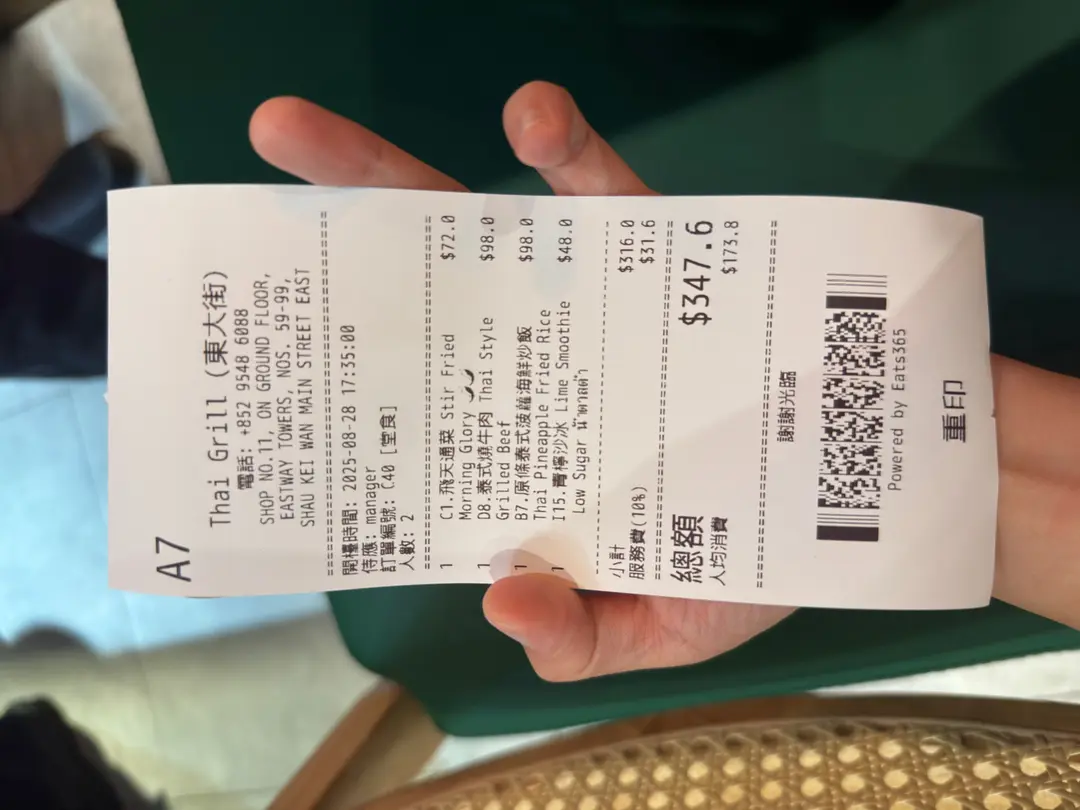 A7
Thai Grill (東大街)
電話: +852 9548 6088
SHOP NO.11, ON GROUND FLOOR,
EASTWAY TOWERS, NOS. 59-99,
SHAU KEI WAN MAIN STREET EAST
開檯時間: 2025-08-28 17:35:00
侍應: manager
訂單編號: C40 [堂食]
人數: 2
1 C1.飛天通菜 Stir Fried $72.0
Morning Glory
1 D8.泰式燒牛肉 Thai Style $98.0
Grilled Beef
1 B7.原條泰式菠蘿海鮮炒飯 $98.0
Thai Pineapple Fried Rice
1 I15.青檸沙冰 Lime Smoothie $48.0
Low Sugar
小計 $316.0
服務費(10%) $31.6
總額 $347.6
人均消費 $173.8
謝謝光臨
Powered by Eats365
重印